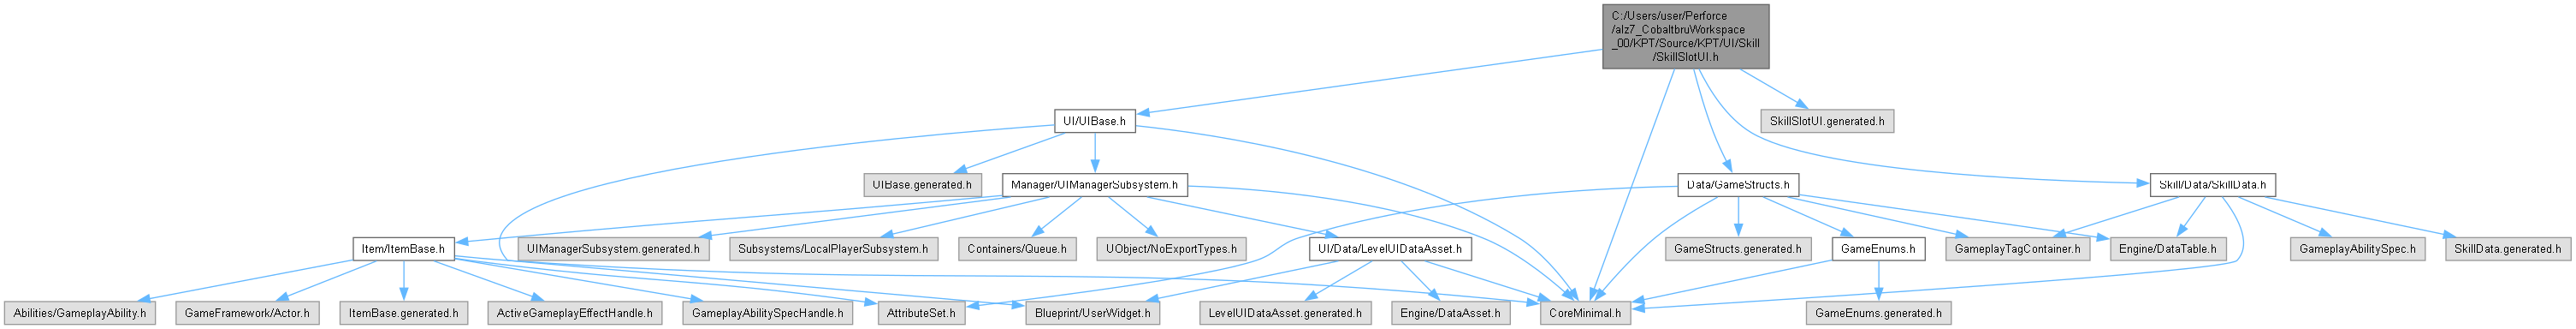 C:/Users/user/Perforce
/alz7_CobaltbruWorkspace
_00/KPT/Source/KPT/UI/Skill
/SkillSlotUI.h
UI/UIBase.h
SkillSlotUI.generated.h
UIBase.generated.h
Manager/UIManagerSubsystem.h
Data/GameStructs.h
Skill/Data/SkillData.h
Item/ItemBase.h
UIManagerSubsystem.generated.h
Subsystems/LocalPlayerSubsystem.h
Containers/Queue.h
UObject/NoExportTypes.h
UI/Data/LevelUIDataAsset.h
GameStructs.generated.h
GameEnums.h
GameplayTagContainer.h
Engine/DataTable.h
GameplayAbilitySpec.h
SkillData.generated.h
Abilities/GameplayAbility.h
GameFramework/Actor.h
ItemBase.generated.h
ActiveGameplayEffectHandle.h
GameplayAbilitySpecHandle.h
AttributeSet.h
Blueprint/UserWidget.h
LevelUIDataAsset.generated.h
Engine/DataAsset.h
CoreMinimal.h
GameEnums.generated.h